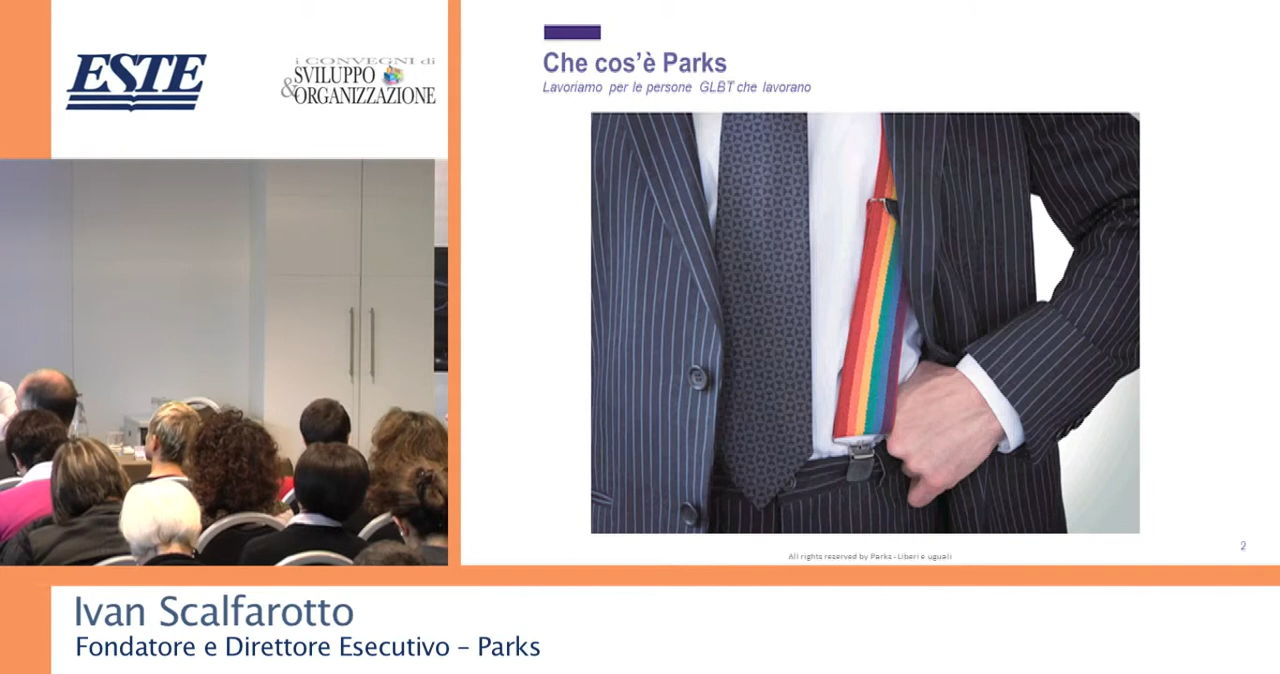 ESTE
i CONVEGNI di
SVILUPPO
&ORGANIZZAZIONE
Che cos'è Parks
Lavoriamo per le persone GLBT che lavorano
All rights reserved by Parks - Liberi e uguali
2
Ivan Scalfarotto
Fondatore e Direttore Esecutivo – Parks